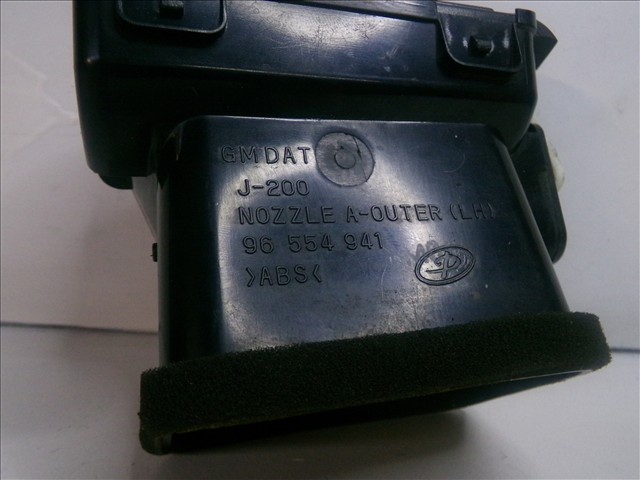 GMDAT
J-200
NOZZLE A-OUTER (LH)
96 554 941
>ABS<